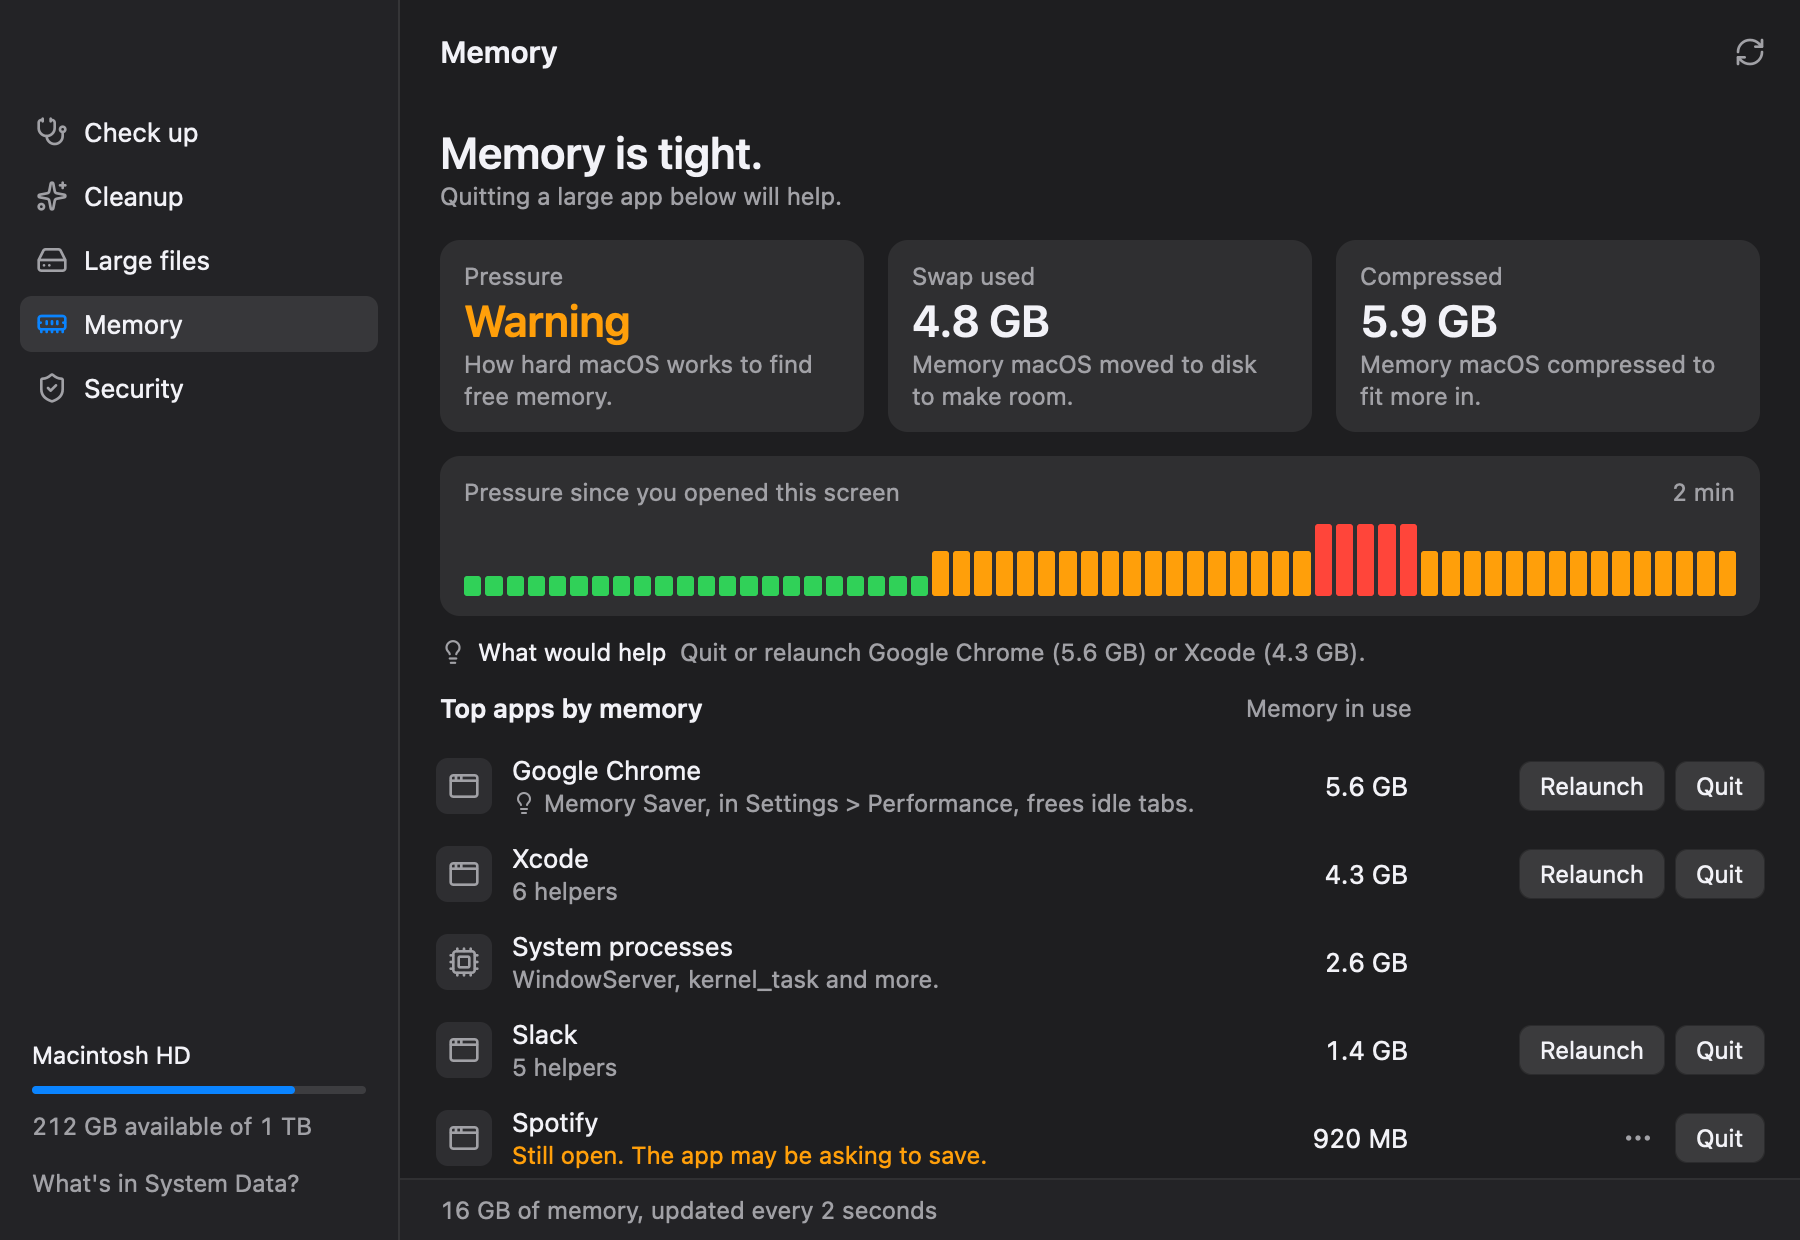 Memory
Check up
Cleanup
Large files
Memory
Security
Macintosh HD
212 GB available of 1 TB
What's in System Data?
Memory is tight.
Quitting a large app below will help.
Pressure
Warning
How hard macOS works to find
free memory.
Swap used
4.8 GB
Memory macOS moved to disk
to make room.
Compressed
5.9 GB
Memory macOS compressed to
fit more in.
Pressure since you opened this screen
2 min
What would help Quit or relaunch Google Chrome (5.6 GB) or Xcode (4.3 GB).
Top apps by memory
Memory in use
Google Chrome
Memory Saver, in Settings > Performance, frees idle tabs.
5.6 GB
Relaunch
Quit
Xcode
6 helpers
4.3 GB
Relaunch
Quit
System processes
WindowServer, kernel_task and more.
2.6 GB
Slack
5 helpers
1.4 GB
Relaunch
Quit
Spotify
Still open. The app may be asking to save.
920 MB
Quit
16 GB of memory, updated every 2 seconds